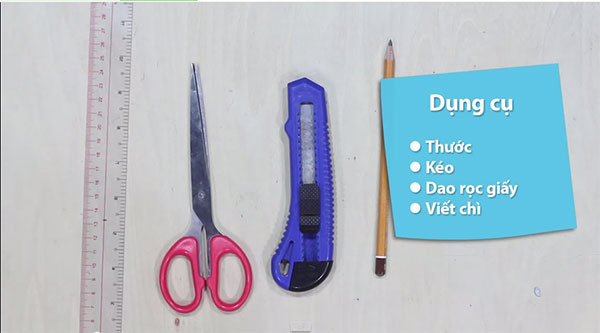 Dụng cụ
Thước
Kéo
Dao rọc giấy
Viết chì